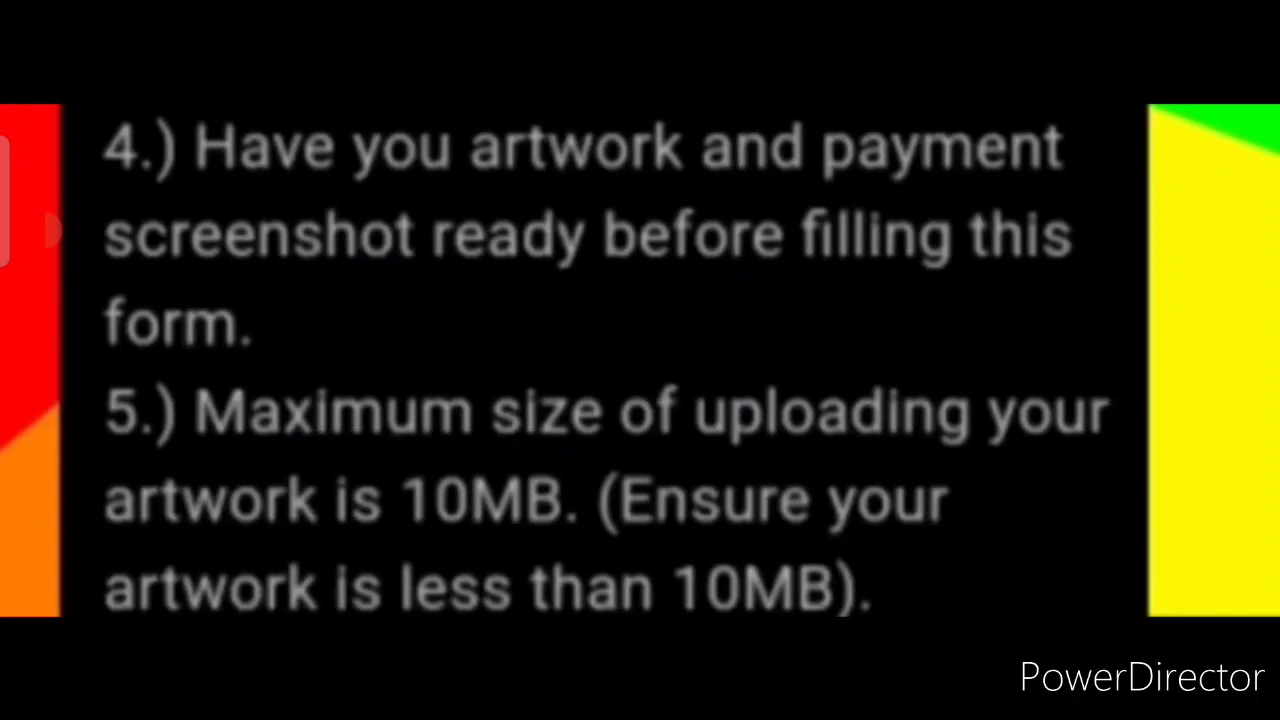 4.) Have you artwork and payment
screenshot ready before filling this
form.
5.) Maximum size of uploading your
artwork is 10MB. (Ensure your
artwork is less than 10MB).
PowerDirector